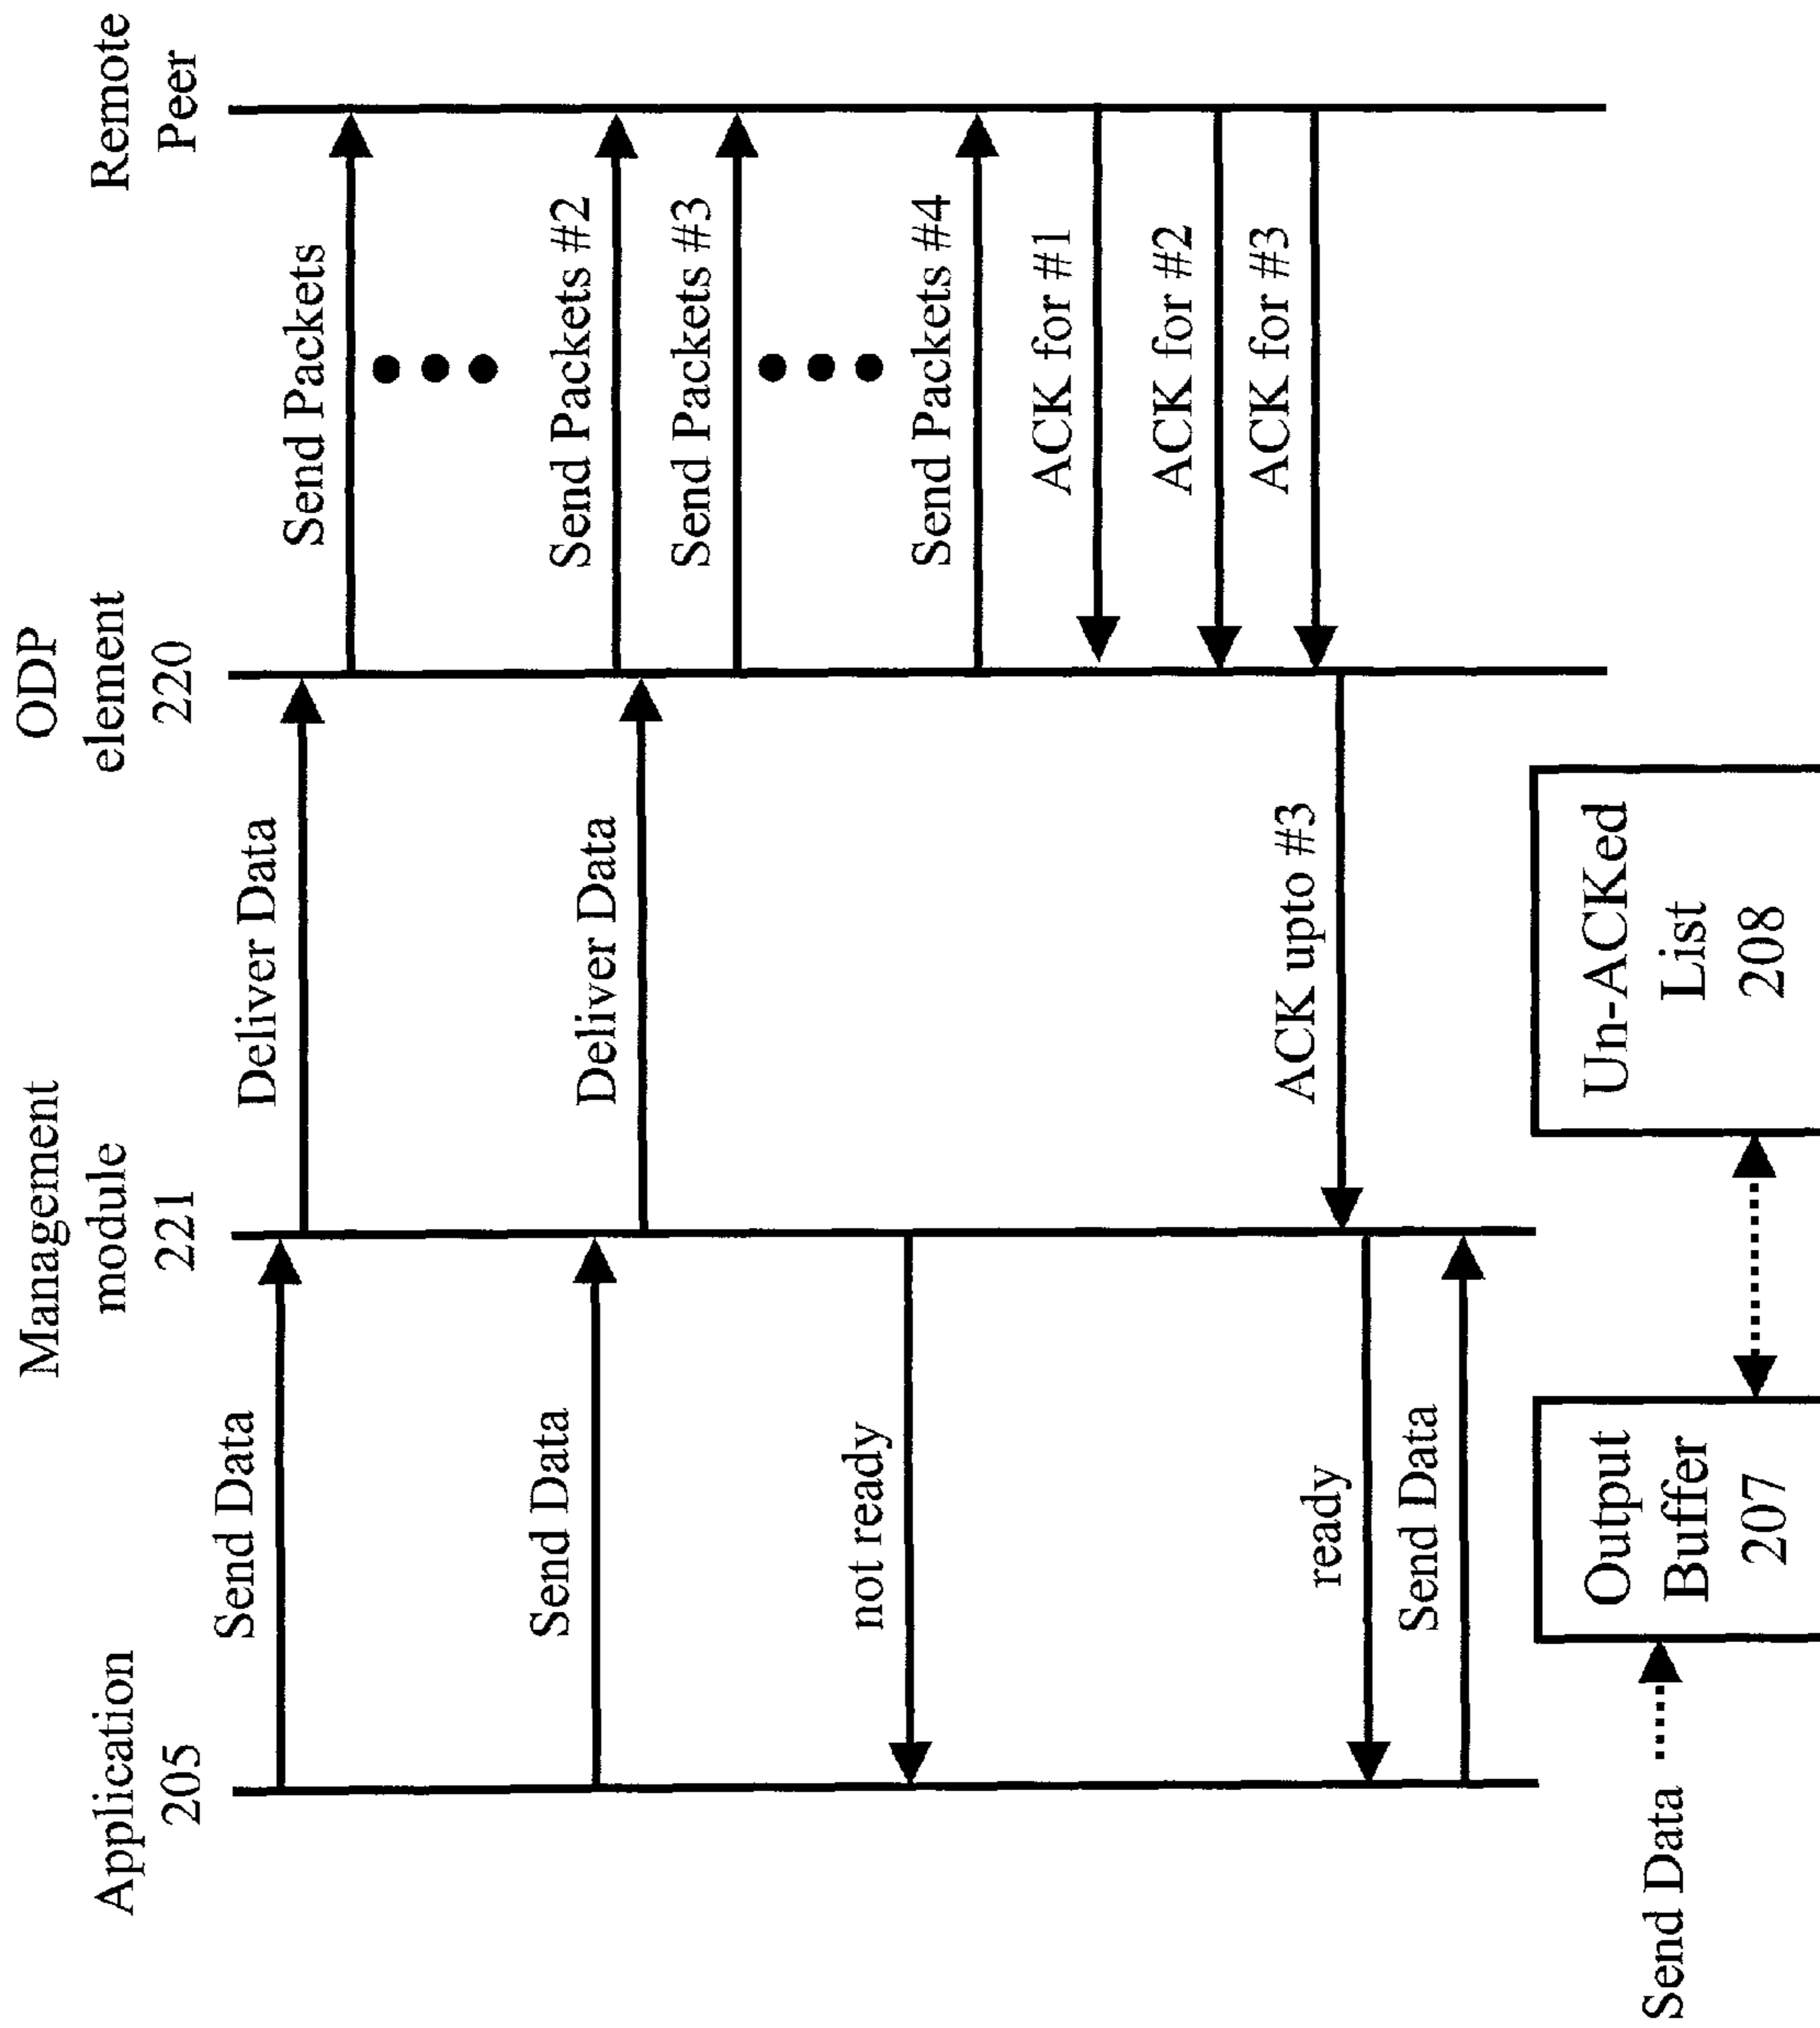 Application
205
Management
module
221
ODP
element
220
Remote
Peer
Send Data
Deliver Data
Send Packets
Send Data
Send Packets #2
Deliver Data
Send Packets #3
not ready
Send Packets #4
ACK for #1
ACK for #2
ACK for #3
ACK upto #3
ready
Send Data
Send Data
Output
Buffer
207
Un-ACKed
List
208